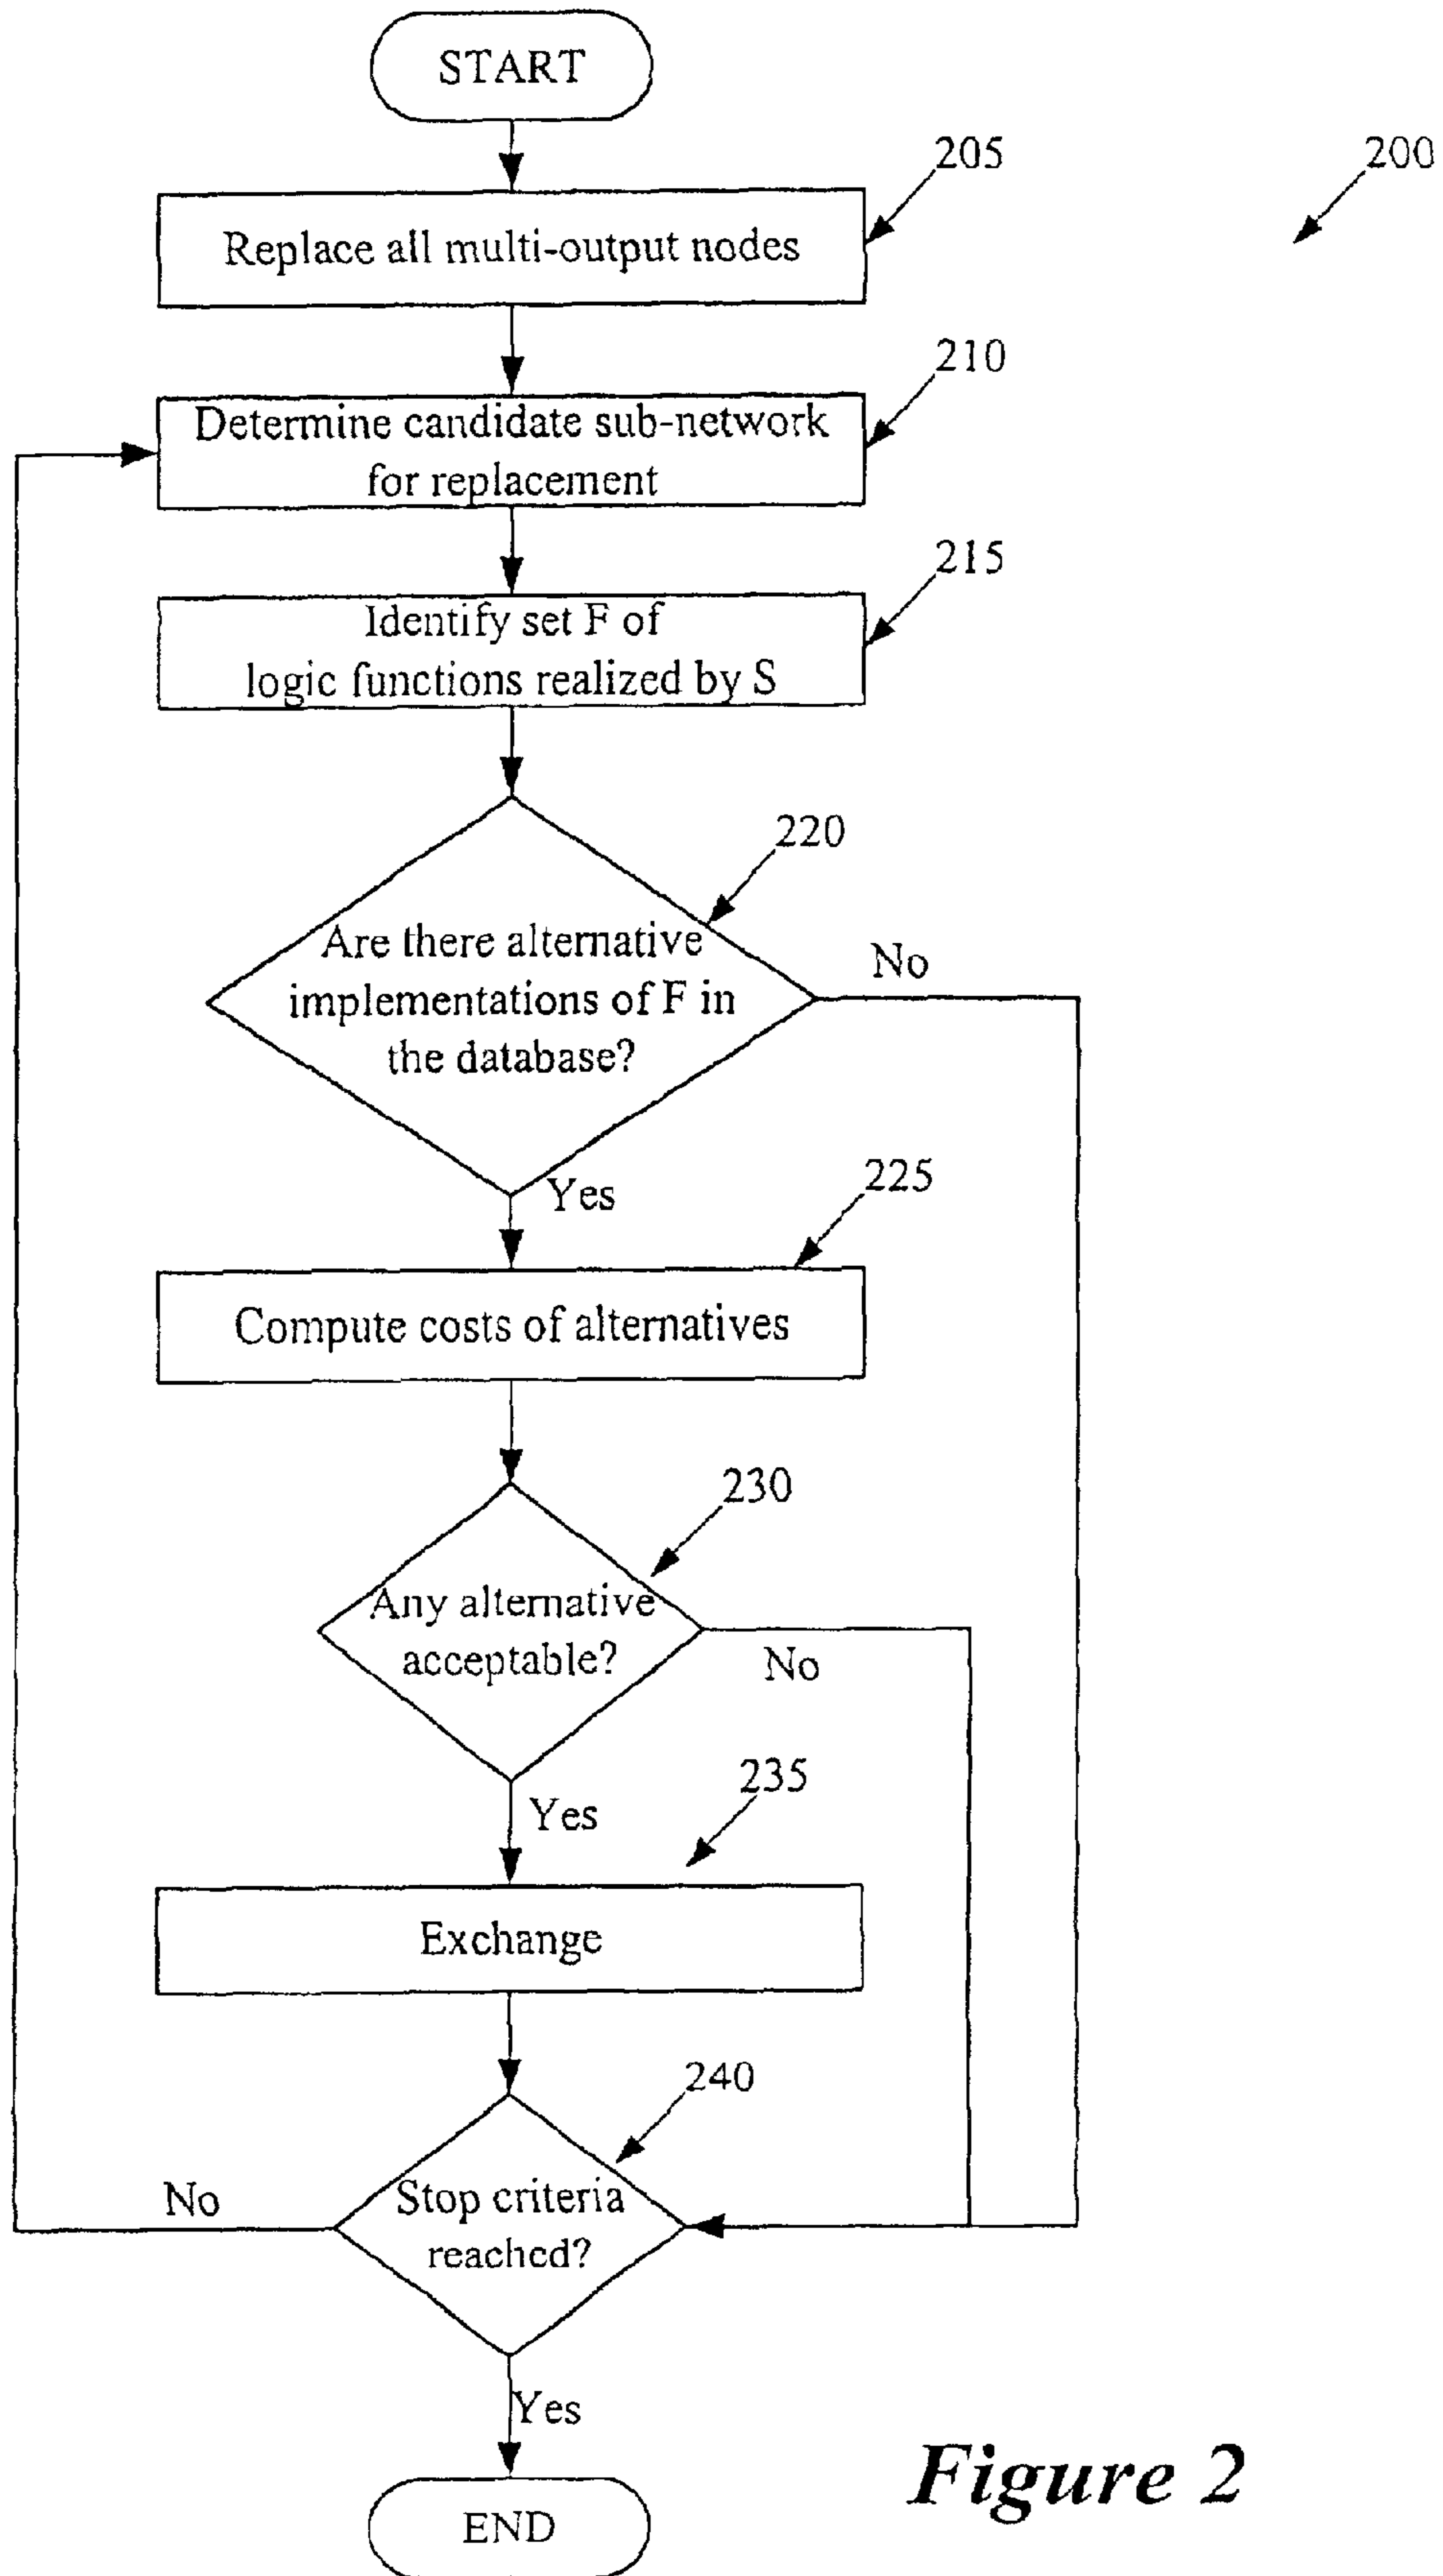 START
205
200
Replace all multi-output nodes
210
Determine candidate sub-network
for replacement
215
Identify set F of
logic functions realized by S
220
Are there alternative
implementations of F in
the database?
No
Yes
225
Compute costs of alternatives
230
Any alternative
acceptable?
No
Yes
235
Exchange
240
Stop criteria
reached?
No
Yes
END
Figure 2